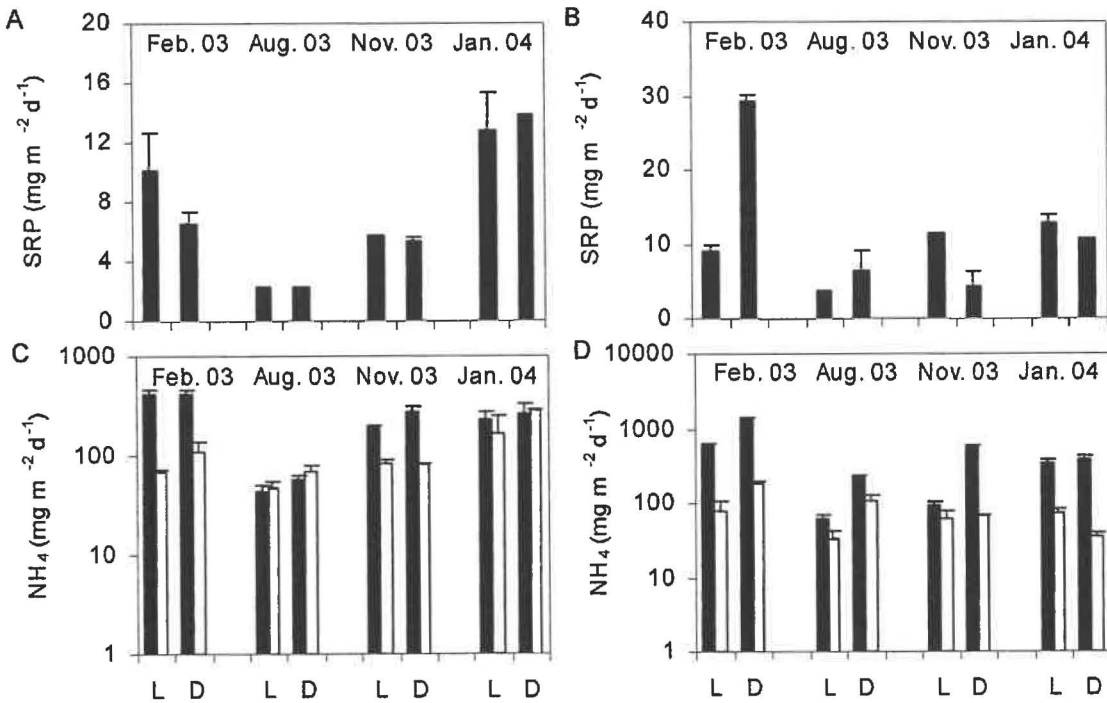 A
SRP (mg m -2 d-1)
20
16
12
8
4
0
Feb. 03 Aug. 03 Nov. 03 Jan. 04
B
SRP (mg m -2 d-1)
40
30
20
10
0
Feb. 03 Aug. 03 Nov. 03 Jan. 04
C
NH4 (mg m -2 d-1)
1000
100
10
1
Feb. 03 Aug. 03 Nov. 03 Jan. 04
L D L D L D L D
D
NH4 (mg m -2 d-1)
10000
1000
100
10
1
Feb. 03 Aug. 03 Nov. 03 Jan. 04
L D L D L D L D